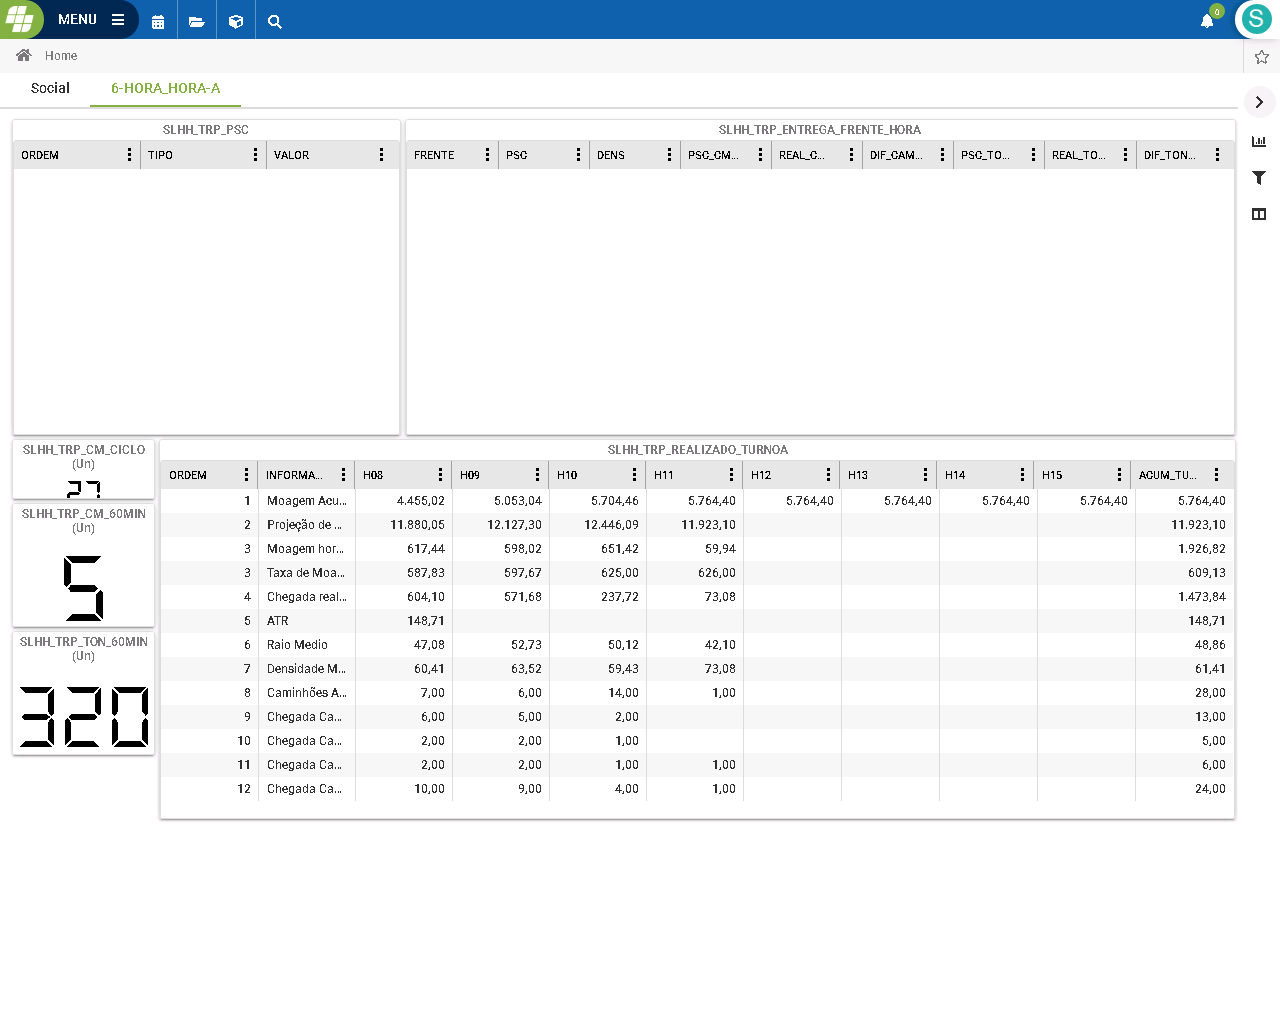 MENU
0
S
Home
Social 6-HORA_HORA-A
SLHH_TRP_PSC
ORDEM TIPO VALOR
SLHH_TRP_ENTREGA_FRENTE_HORA
FRENTE PSC DENS PSC_CM... REAL_C... DIF_CAM... PSC_TO... REAL_TO... DIF_TON...
SLHH_TRP_CM_CICLO
(Un)
27
SLHH_TRP_CM_60MIN
(Un)
5
SLHH_TRP_TON_60MIN
(Un)
320
SLHH_TRP_REALIZADO_TURNOA
ORDEM INFORMA... H08 H09 H10 H11 H12 H13 H14 H15 ACUM_TU...
1 Moagem Acu... 4.455,02 5.053,04 5.704,46 5.764,40 5.764,40 5.764,40 5.764,40 5.764,40 5.764,40
2 Projeção de ... 11.880,05 12.127,30 12.446,09 11.923,10 11.923,10
3 Moagem hor... 617,44 598,02 651,42 59,94 1.926,82
3 Taxa de Moa... 587,83 597,67 625,00 626,00 609,13
4 Chegada real... 604,10 571,68 237,72 73,08 1.473,84
5 ATR 148,71 148,71
6 Raio Medio 47,08 52,73 50,12 42,10 48,86
7 Densidade M... 60,41 63,52 59,43 73,08 61,41
8 Caminhões A... 7,00 6,00 14,00 1,00 28,00
9 Chegada Ca... 6,00 5,00 2,00 13,00
10 Chegada Ca... 2,00 2,00 1,00 5,00
11 Chegada Ca... 2,00 2,00 1,00 1,00 6,00
12 Chegada Ca... 10,00 9,00 4,00 1,00 24,00